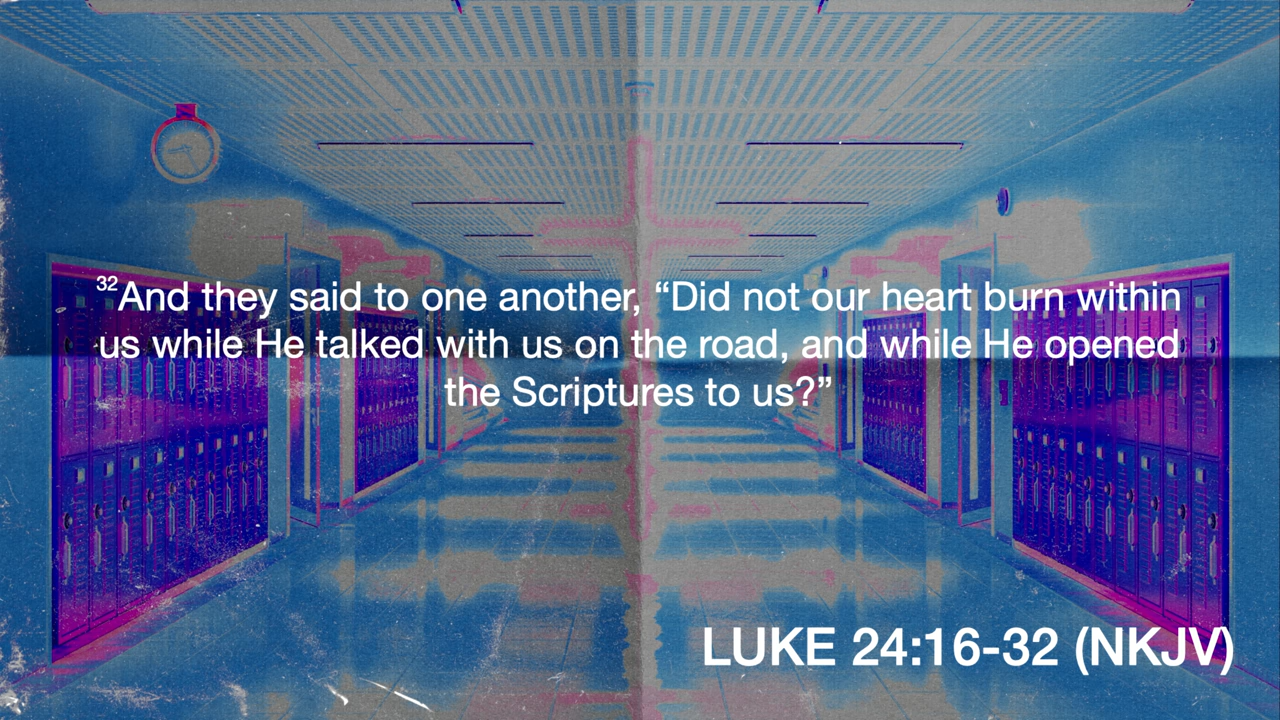 32And they said to one another, “Did not our heart burn within
us while He talked with us on the road, and while He opened
the Scriptures to us?”
LUKE 24:16-32 (NKJV)